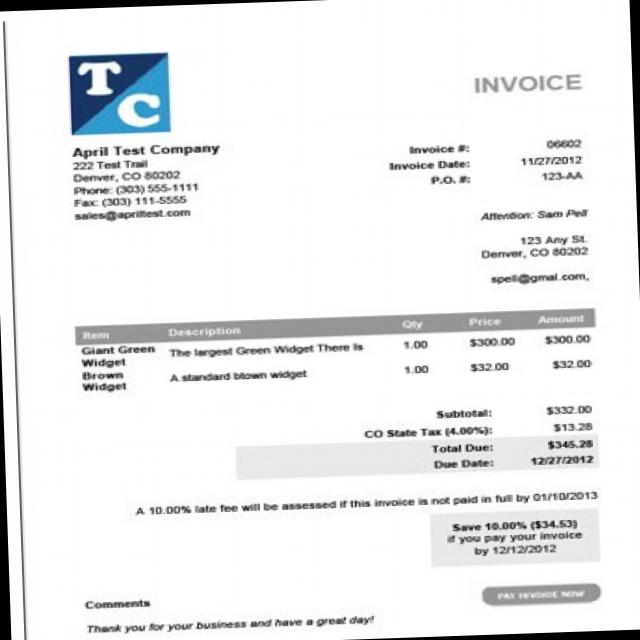 TC
INVOICE
April Test Company
222 Test Trail
Denver, CO 80202
Phone: (303) 555-1111
Fax: (303) 111-5555
sales@apriltest.com
Invoice #: 06602
Invoice Date: 11/27/2012
P.O. #: 123-AA
Attention: Sam Pell
123 Any St.
Denver, CO 80202
spell@gmal.com,
Item Description Qty Price Amount
Giant Green Widget The largest Green Widget There Is 1.00 $300.00 $300.00
Brown Widget A standard btown widget 1.00 $32.00 $32.00
Subtotal: $332.00
CO State Tax (4.00%): $13.28
Total Due: $345.28
Due Date: 12/27/2012
A 10.00% late fee will be assessed if this invoice is not paid in full by 01/10/2013
Save 10.00% ($34.53)
if you pay your invoice
by 12/12/2012
PAY INVOICE NOW
Comments
Thank you for your business and have a great day!